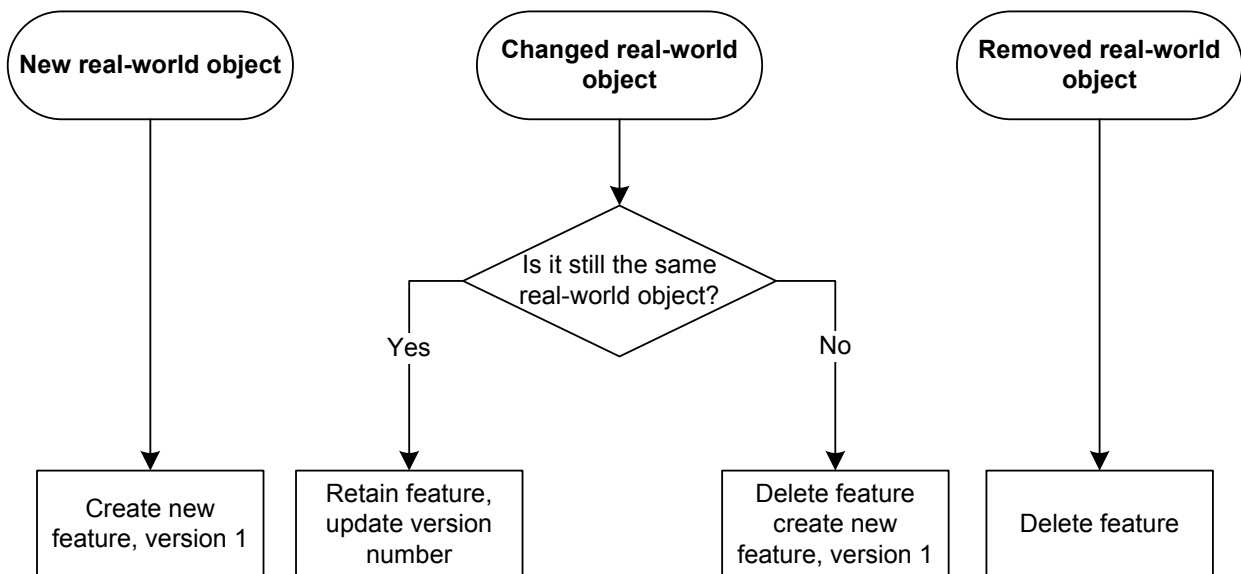 New real-world object
Changed real-world
object
Removed real-world
object
Is it still the same
real-world object?
Yes
No
Create new
feature, version 1
Retain feature,
update version
number
Delete feature
create new
feature, version 1
Delete feature